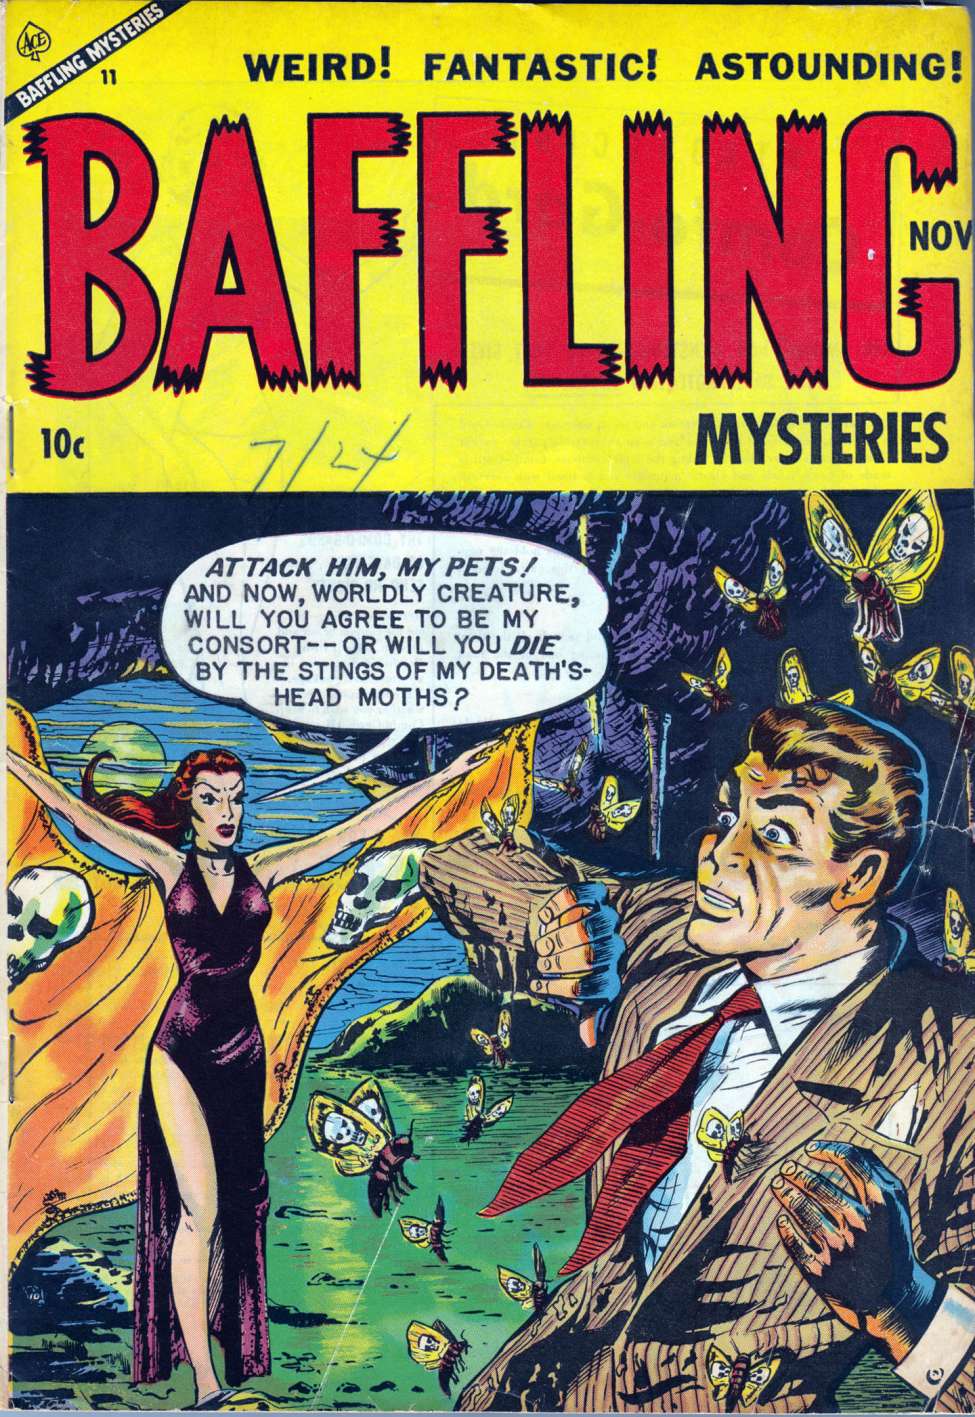 ACE
BAFFLING MYSTERIES
11
WEIRD! FANTASTIC! ASTOUNDING!
BAFFLING
NOV
MYSTERIES
10c
7/24
ATTACK HIM, MY PETS!
AND NOW, WORLDLY CREATURE,
WILL YOU AGREE TO BE MY
CONSORT--OR WILL YOU DIE
BY THE STINGS OF MY DEATH'S-
HEAD MOTHS?